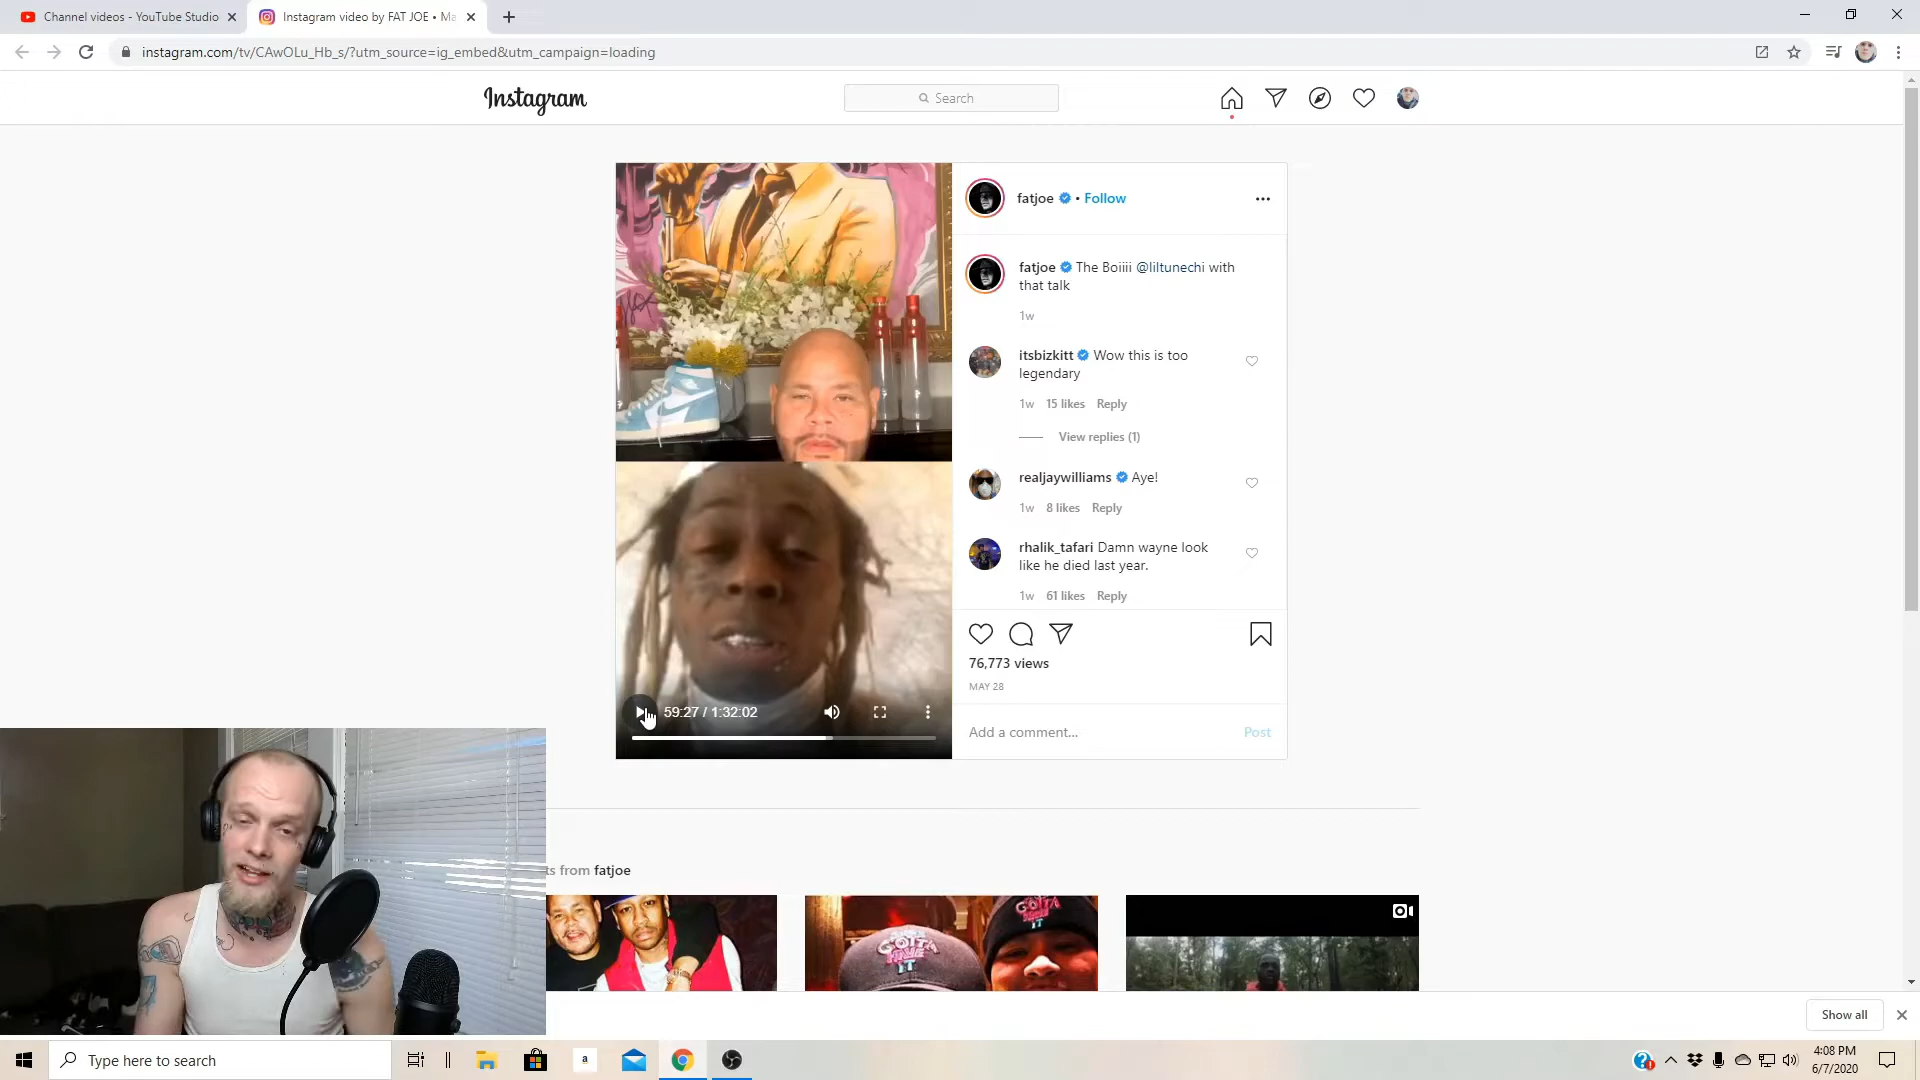 Channel videos - YouTube Studio
Instagram video by FAT JOE • Ma
instagram.com/tv/CAwOLu_Hb_s/?utm_source=ig_embed&utm_campaign=loading
Instagram
Search
fatjoe • Follow
fatjoe The Boiiii @liltunechi with
that talk
1w
itsbizkitt Wow this is too
legendary
1w 15 likes Reply
View replies (1)
realjaywilliams Aye!
1w 8 likes Reply
rhalik_tafari Damn wayne look
like he died last year.
1w 61 likes Reply
76,773 views
MAY 28
59:27 / 1:32:02
Add a comment...
Post
ts from fatjoe
GOTTA
IT
GOTTA
IT
Show all
Type here to search
a
4:08 PM
6/7/2020